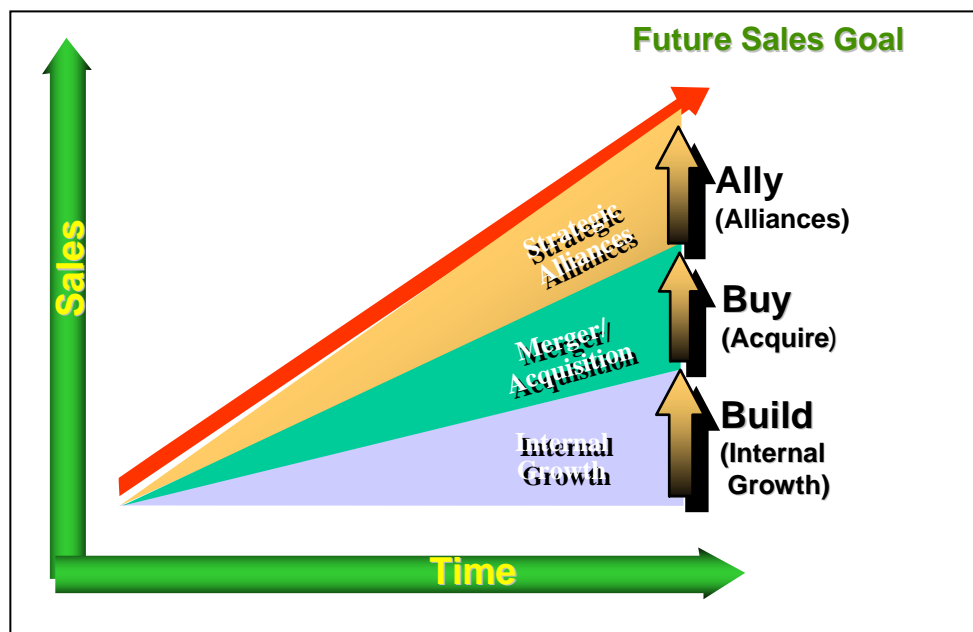 Future Sales Goal
Sales
Strategic
Alliances
Ally
(Alliances)
Merger/
Acquisition
Buy
(Acquire)
Internal
Growth
Build
(Internal
Growth)
Time